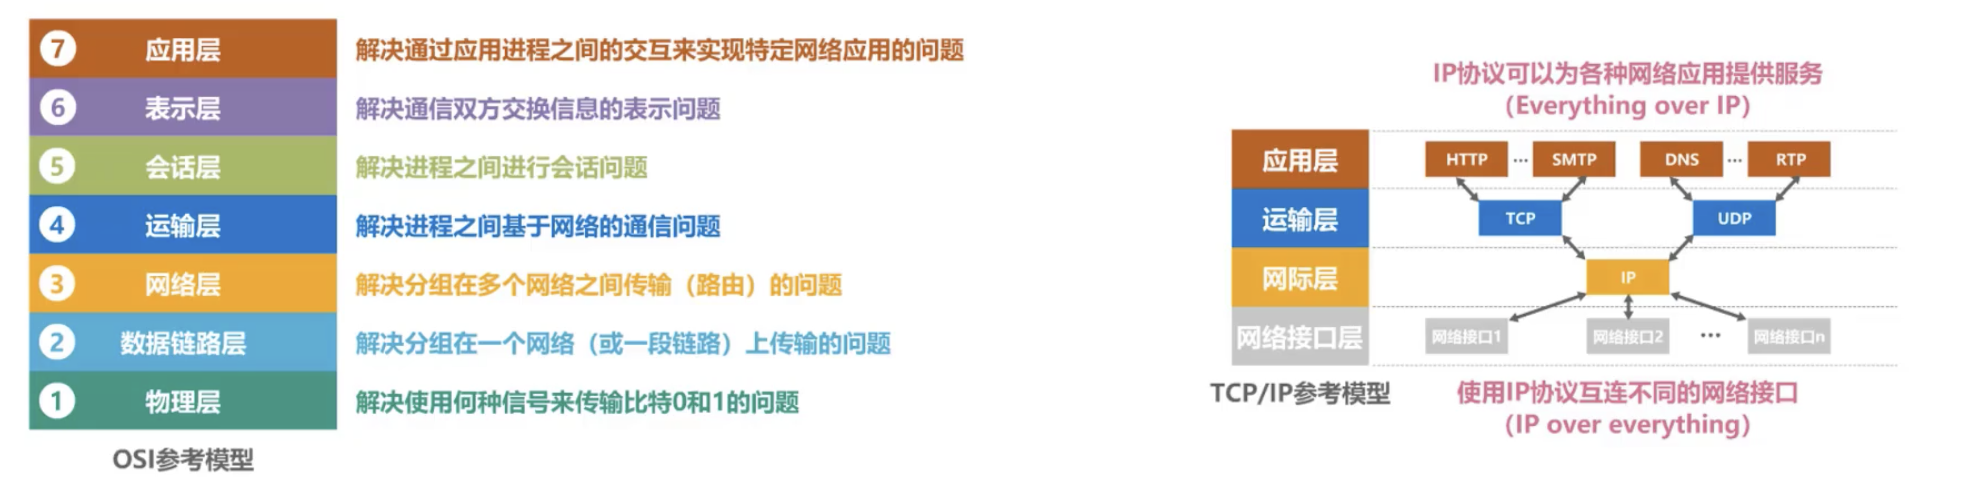 7 应用层 解决通过应用进程之间的交互来实现特定网络应用的问题
6 表示层 解决通信双方交换信息的表示问题
5 会话层 解决进程之间进行会话问题
4 运输层 解决进程之间基于网络的通信问题
3 网络层 解决分组在多个网络之间传输（路由）的问题
2 数据链路层 解决分组在一个网络（或一段链路）上传输的问题
1 物理层 解决使用何种信号来传输比特0和1的问题
OSI参考模型
IP协议可以为各种网络应用提供服务
(Everything over IP)
应用层 HTTP ... SMTP DNS ... RTP
运输层 TCP UDP
网际层 IP
网络接口层 网络接口1 网络接口2 ... 网络接口n
TCP/IP参考模型
使用IP协议互连不同的网络接口
(IP over everything)